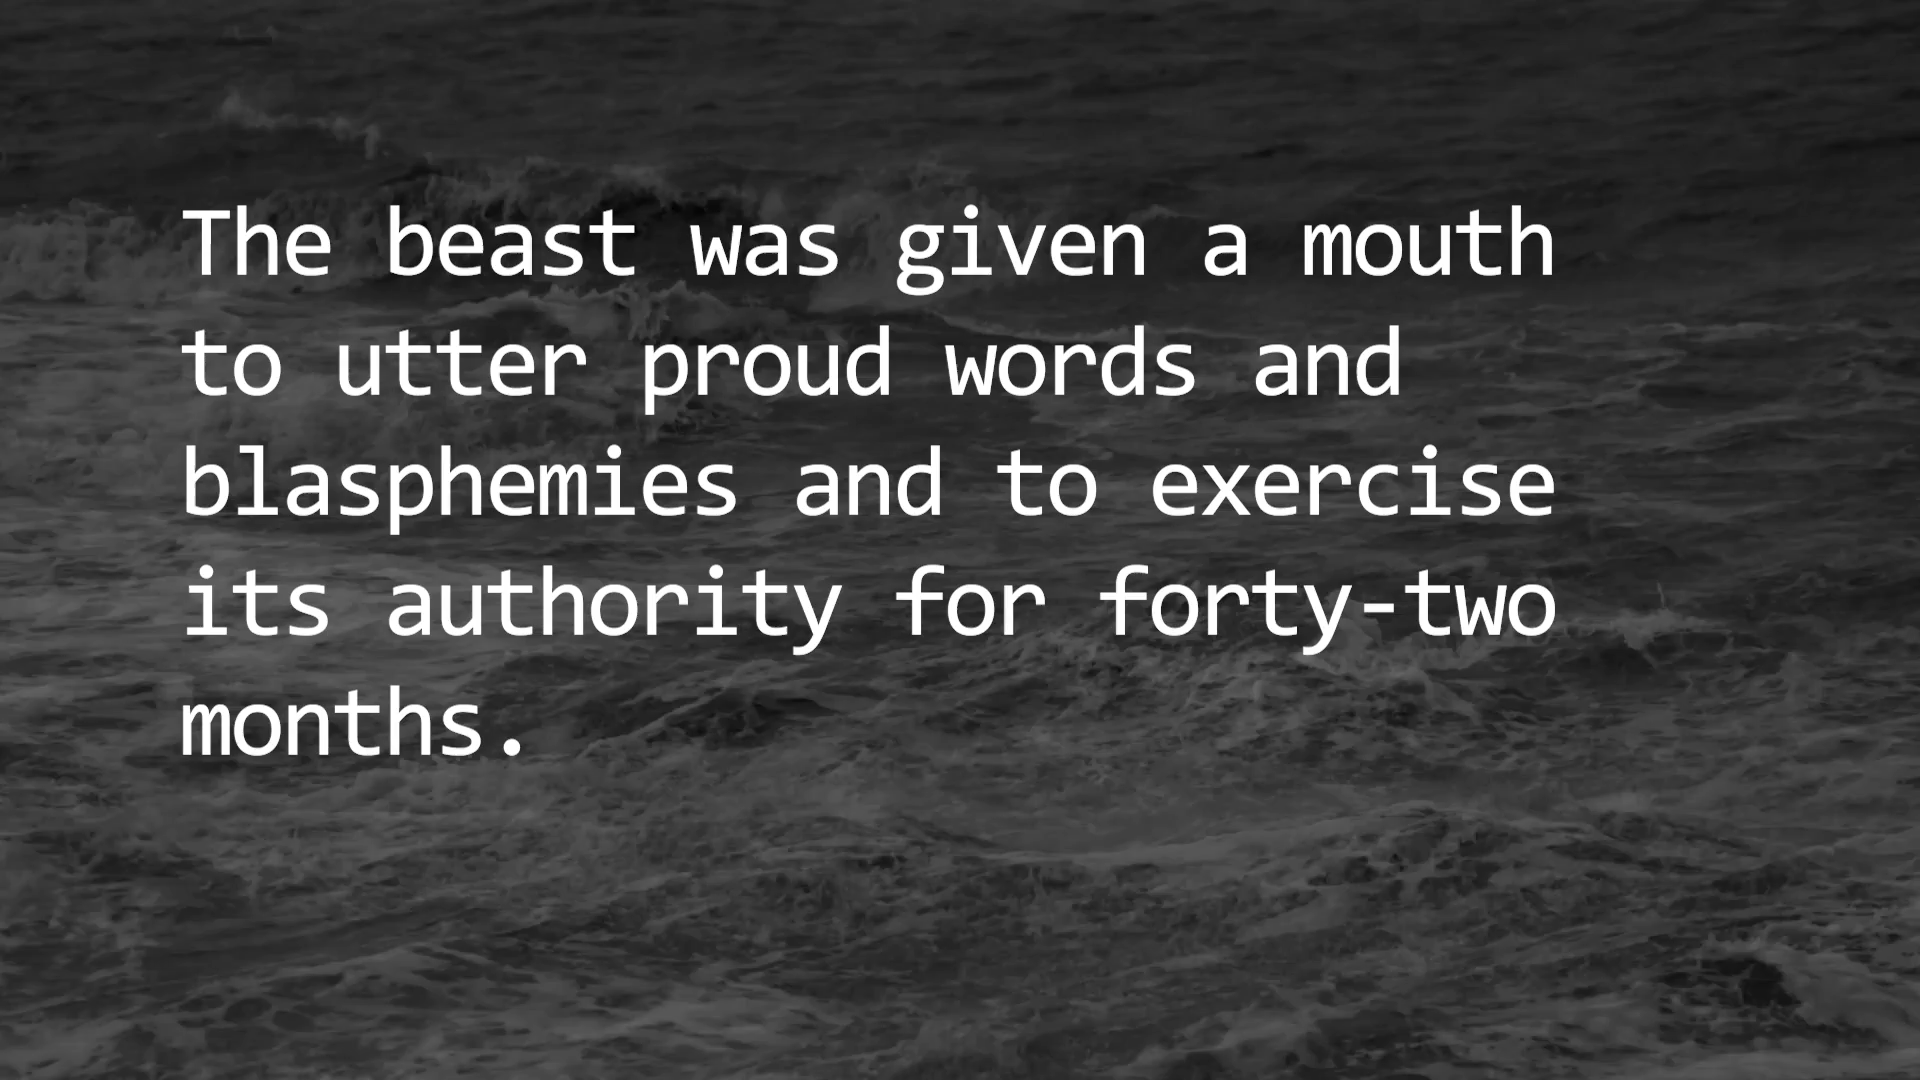 The beast was given a mouth
to utter proud words and
blasphemies and to exercise
its authority for forty-two
months.